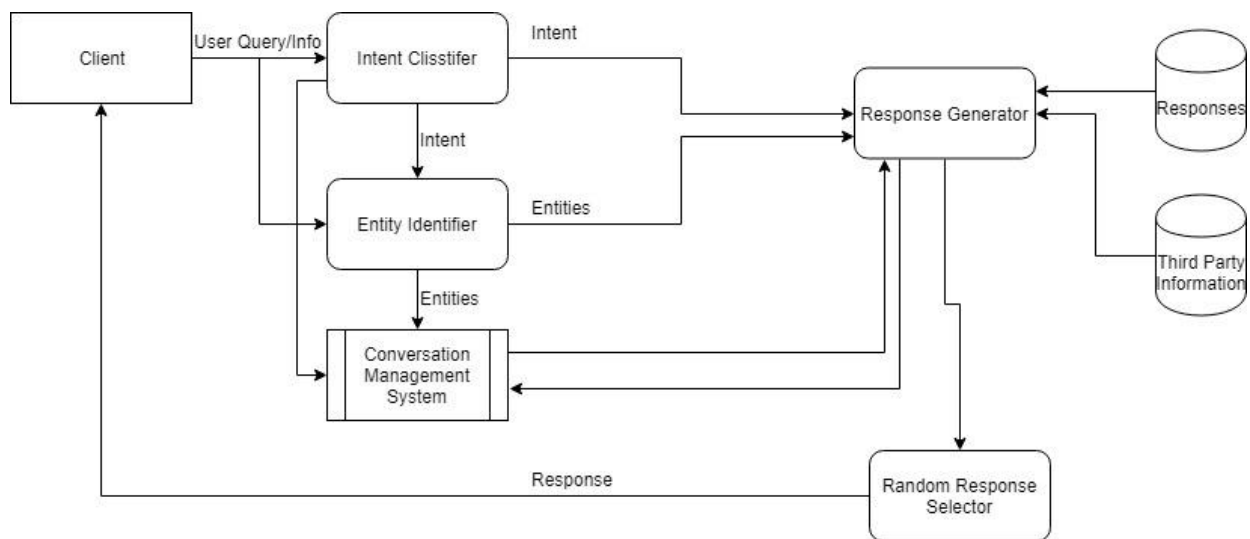 Client
User Query/Info
Intent Clisstifer
Intent
Response Generator
Responses
Intent
Entity Identifier
Entities
Third Party
Information
Entities
Conversation
Management
System
Response
Random Response
Selector